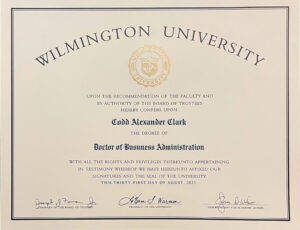 WILMINGTON UNIVERSITY
UPON THE RECOMMENDATION OF THE FACULTY AND
BY AUTHORITY OF THE BOARD OF TRUSTEES
HEREBY CONFERS UPON
Codd Alexander Clark
THE DEGREE OF
Doctor of Business Administration
WITH ALL THE RIGHTS AND PRIVILEGES THEREUNTO APPERTAINING
IN TESTIMONY WHEREOF WE HAVE HEREUNTO AFFIXED OUR
SIGNATURES AND THE SEAL OF THE UNIVERSITY
THIS THIRTY-FIRST DAY OF AUGUST, 2023